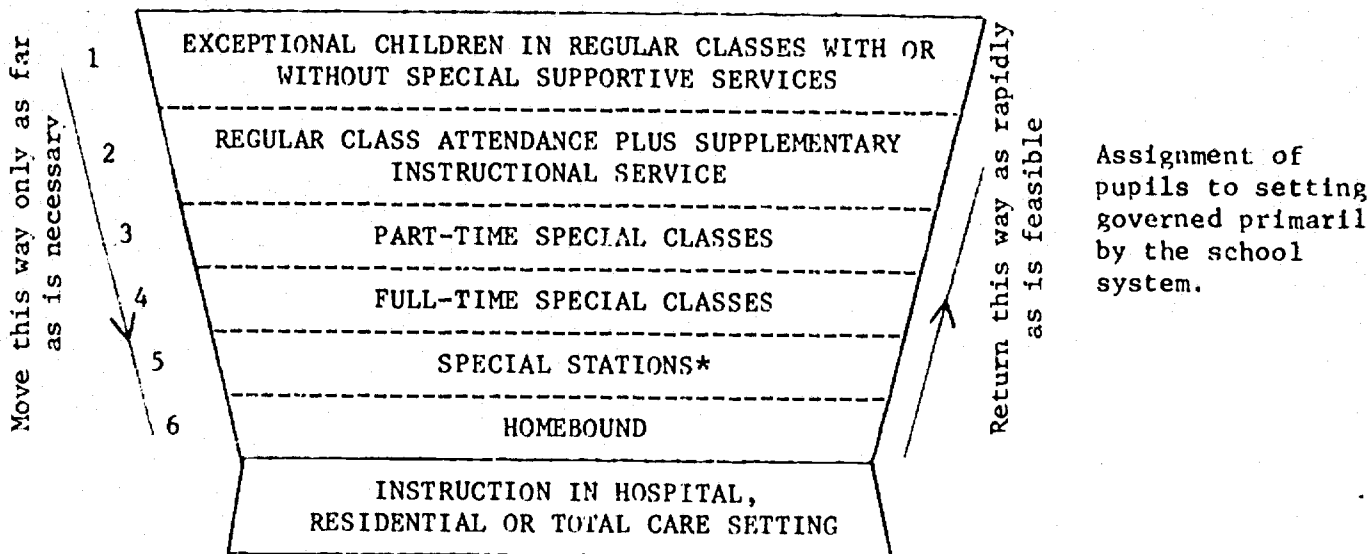 Move this way only as far
as is necessary
1
EXCEPTIONAL CHILDREN IN REGULAR CLASSES WITH OR
WITHOUT SPECIAL SUPPORTIVE SERVICES
2
REGULAR CLASS ATTENDANCE PLUS SUPPLEMENTARY
INSTRUCTIONAL SERVICE
3
PART-TIME SPECIAL CLASSES
4
FULL-TIME SPECIAL CLASSES
5
SPECIAL STATIONS*
6
HOMEBOUND
INSTRUCTION IN HOSPITAL,
RESIDENTIAL OR TOTAL CARE SETTING
Return this way as rapidly
as is feasible
Assignment of
pupils to setting
governed primaril
by the school
system.